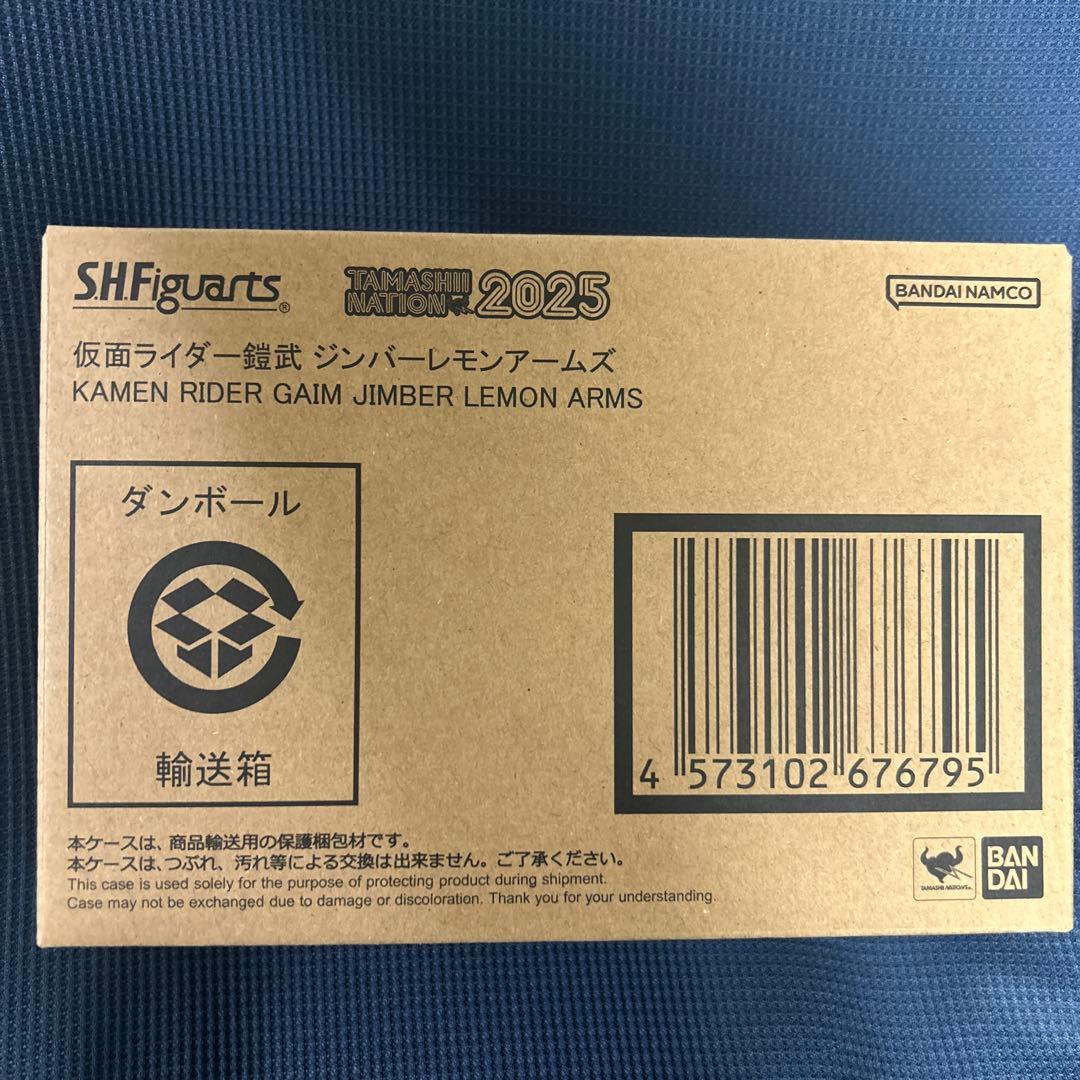 S.H.Figuarts®
TAMASHII NATION 2025
BANDAI NAMCO
仮面ライダー鎧武 ジンバーレモンアームズ
KAMEN RIDER GAIM JIMBER LEMON ARMS
ダンボール
輸送箱
4 573102 676795
本ケースは、商品輸送用の保護梱包材です。
本ケースは、つぶれ、汚れ等による交換は出来ません。ご了承ください。
This case is used solely for the purpose of protecting product during shipment.
Case may not be exchanged due to damage or discoloration. Thank you for your understanding.
TAMASHII NATIONS
BAN
DAI